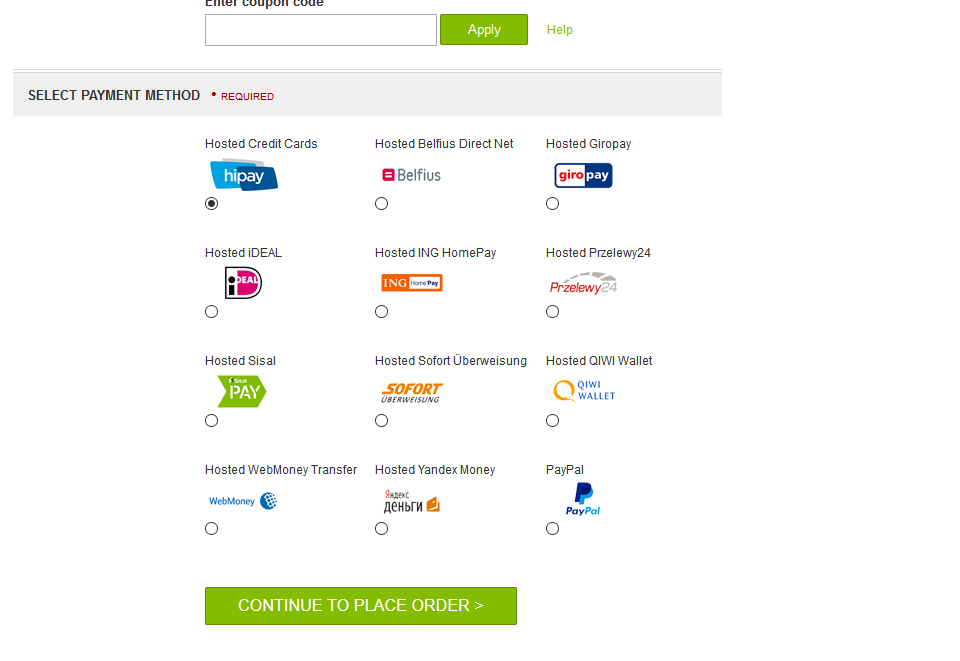 Enter coupon code
Apply
Help
SELECT PAYMENT METHOD • REQUIRED
Hosted Credit Cards
Hosted Belfius Direct Net
Hosted Giropay
hipay
Belfius
giropay
Hosted iDEAL
Hosted ING HomePay
Hosted Przelewy24
iDEAL
ING Home'Pay
Przelewy24
Hosted Sisal
Hosted Sofort Überweisung
Hosted QIWI Wallet
Sisal
PAY
SOFORT
ÜBERWEISUNG
QIWI
WALLET
Hosted WebMoney Transfer
Hosted Yandex Money
PayPal
WebMoney
Яндекс
деньги
PayPal
CONTINUE TO PLACE ORDER >